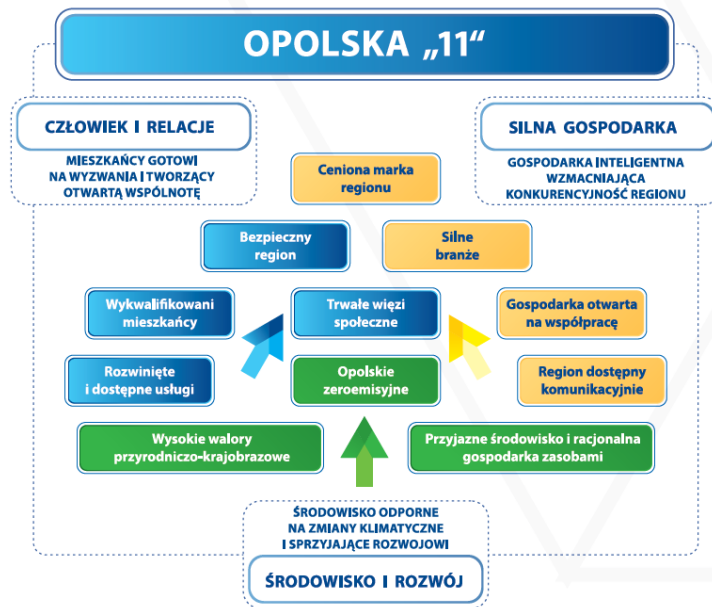 OPOLSKA „11“
CZŁOWIEK I RELACJE
MIESZKAŃCY GOTOWI
NA WYZWANIA I TWORZĄCY
OTWARTĄ WSPÓLNOTĘ
SILNA GOSPODARKA
GOSPODARKA INTELIGENTNA
WZMACNIAJĄCA
KONKURENCYJNOŚĆ REGIONU
Ceniona marka
regionu
Bezpieczny
region
Silne
branże
Wykwalifikowani
mieszkańcy
Trwałe więzi
społeczne
Gospodarka otwarta
na współpracę
Rozwinięte
i dostępne usługi
Opolskie
zeroemisyjne
Region dostępny
komunikacyjnie
Wysokie walory
przyrodniczo-krajobrazowe
Przyjazne środowisko i racjonalna
gospodarka zasobami
ŚRODOWISKO ODPORNE
NA ZMIANY KLIMATYCZNE
I SPRZYJAJĄCE ROZWOJOWI
ŚRODOWISKO I ROZWÓJ